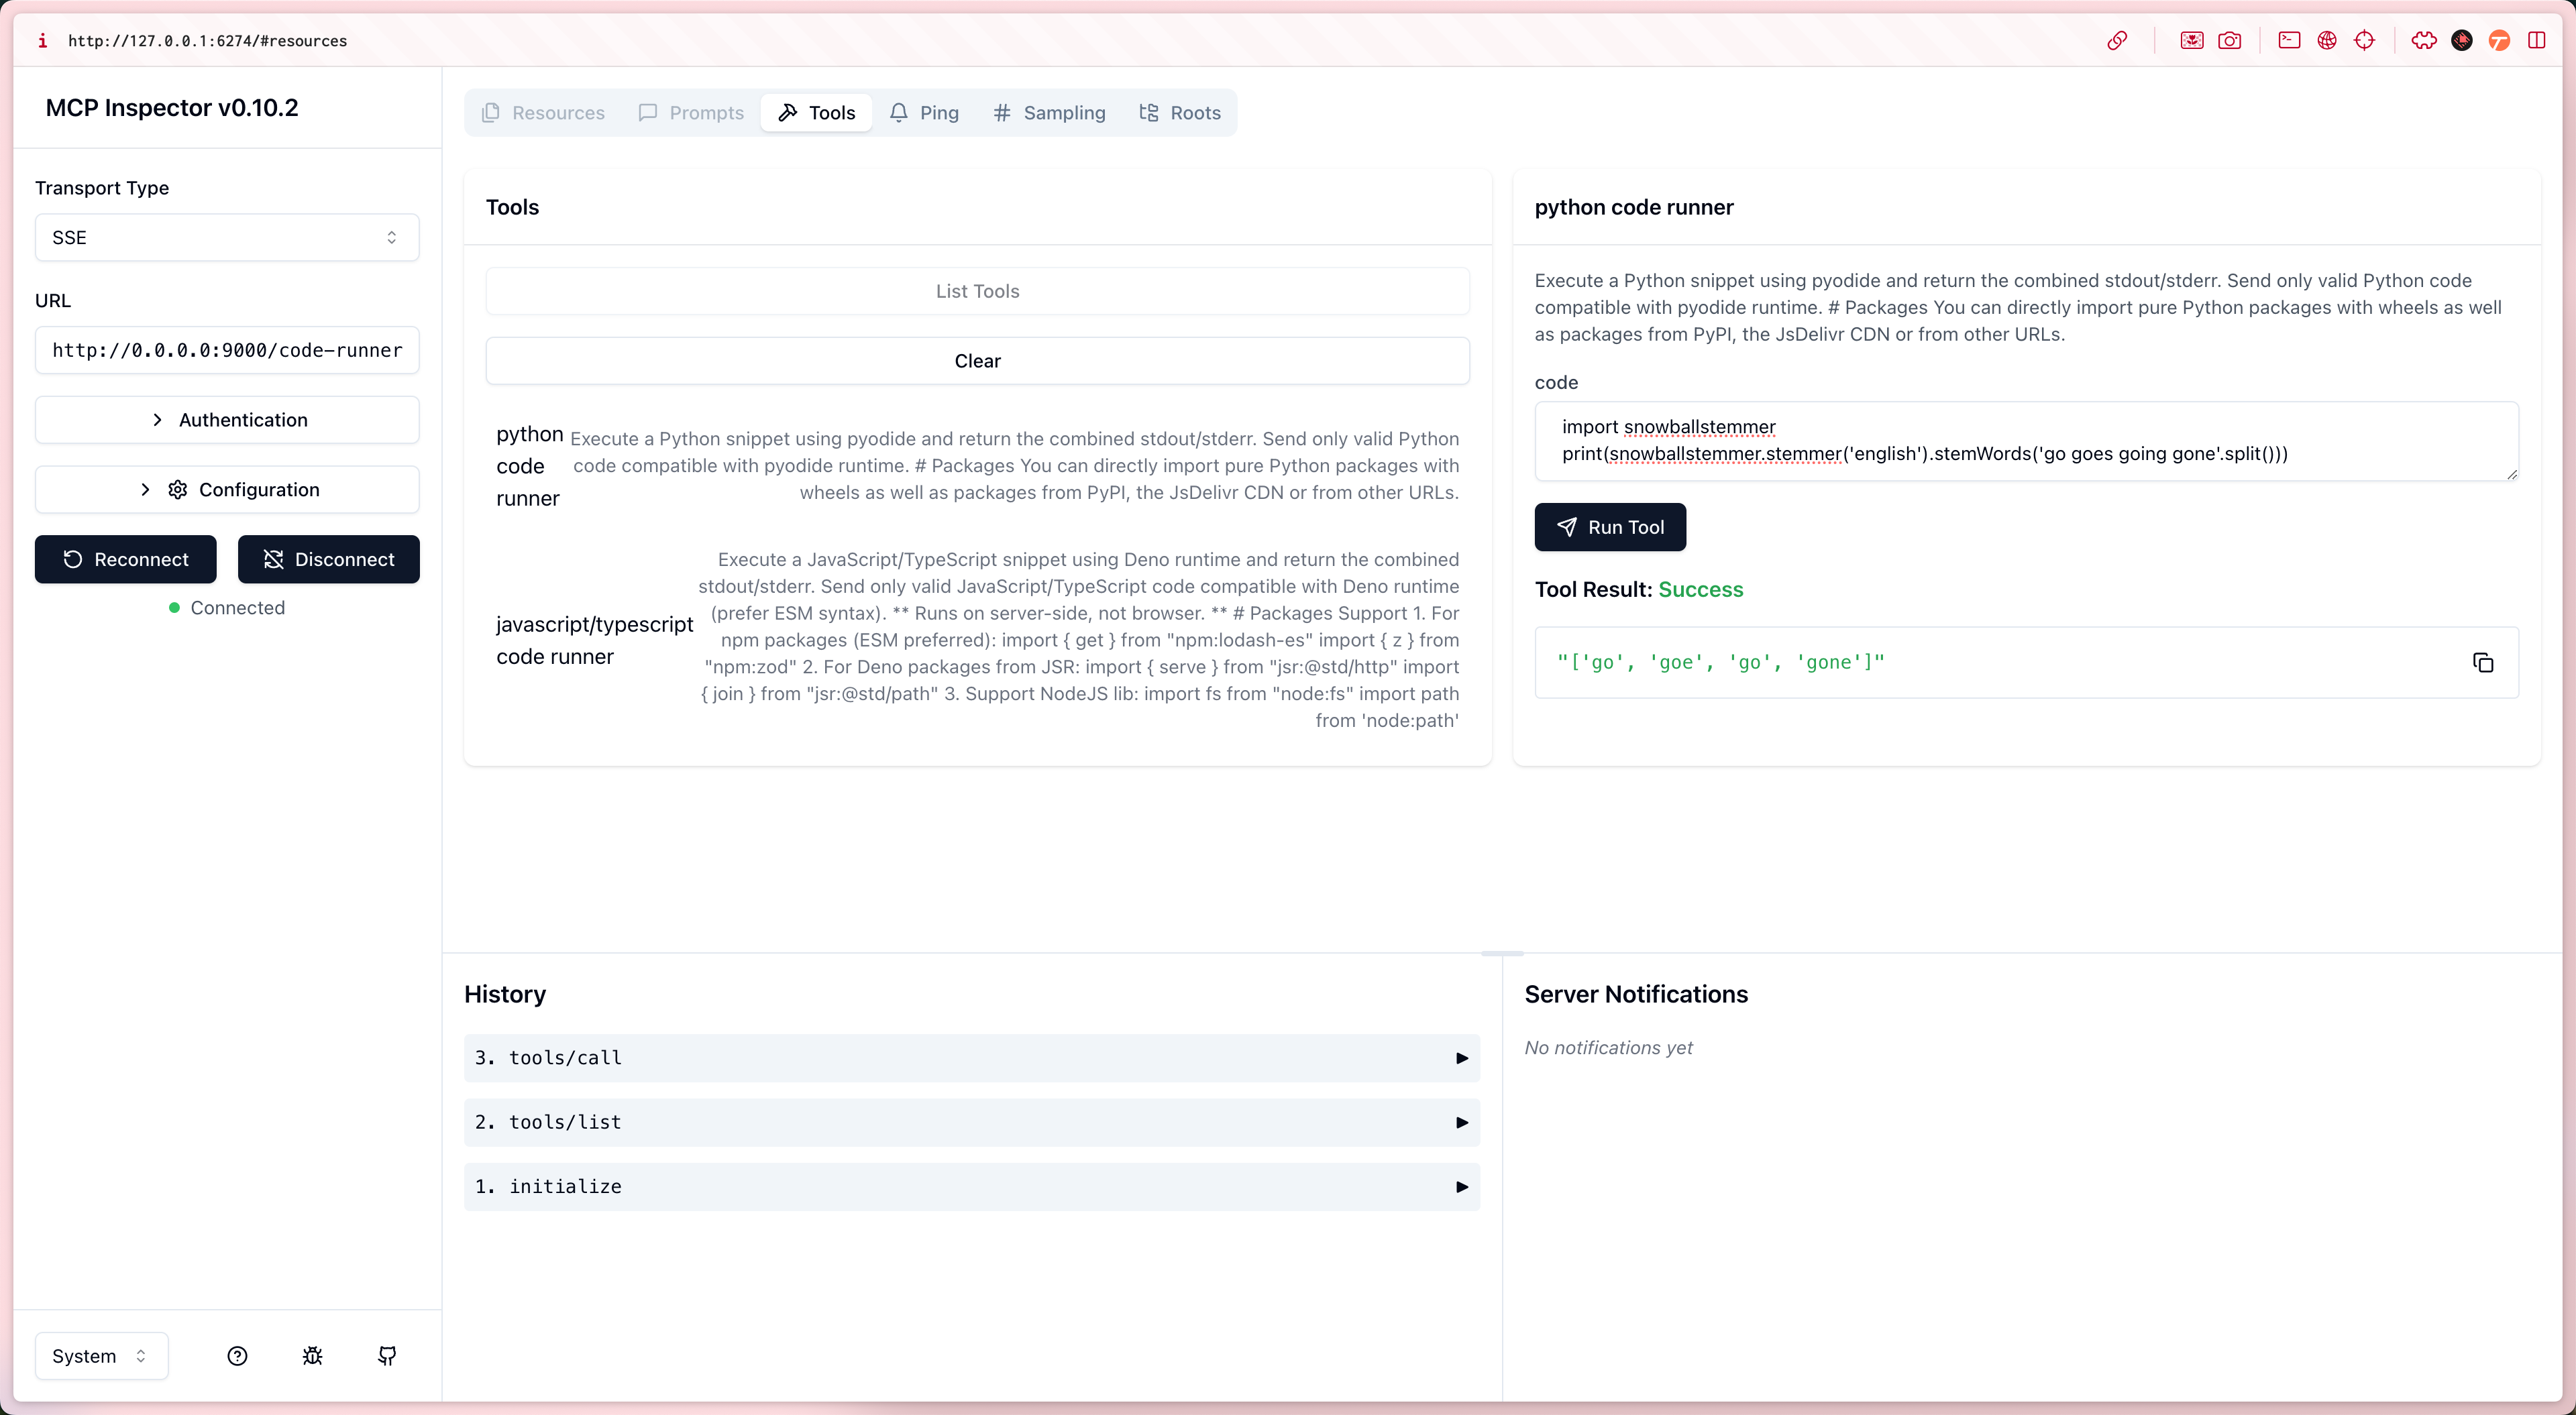 http://127.0.0.1:6274/#resources
MCP Inspector v0.10.2
Transport Type
SSE
URL
http://0.0.0.0:9000/code-runner
Authentication
Configuration
Reconnect
Disconnect
Connected
System
Resources
Prompts
Tools
Ping
Sampling
Roots
Tools
List Tools
Clear
python
code
runner
Execute a Python snippet using pyodide and return the combined stdout/stderr. Send only valid Python
code compatible with pyodide runtime. # Packages You can directly import pure Python packages with
wheels as well as packages from PyPI, the JsDelivr CDN or from other URLs.
javascript/typescript
code runner
Execute a JavaScript/TypeScript snippet using Deno runtime and return the combined
stdout/stderr. Send only valid JavaScript/TypeScript code compatible with Deno runtime
(prefer ESM syntax). ** Runs on server-side, not browser. ** # Packages Support 1. For
npm packages (ESM preferred): import { get } from "npm:lodash-es" import { z } from
"npm:zod" 2. For Deno packages from JSR: import { serve } from "jsr:@std/http" import
{ join } from "jsr:@std/path" 3. Support NodeJS lib: import fs from "node:fs" import path
from 'node:path'
python code runner
Execute a Python snippet using pyodide and return the combined stdout/stderr. Send only valid Python code
compatible with pyodide runtime. # Packages You can directly import pure Python packages with wheels as well
as packages from PyPI, the JsDelivr CDN or from other URLs.
code
import snowballstemmer
print(snowballstemmer.stemmer('english').stemWords('go goes going gone'.split()))
Run Tool
Tool Result: Success
"['go', 'goe', 'go', 'gone']"
History
3. tools/call
2. tools/list
1. initialize
Server Notifications
No notifications yet